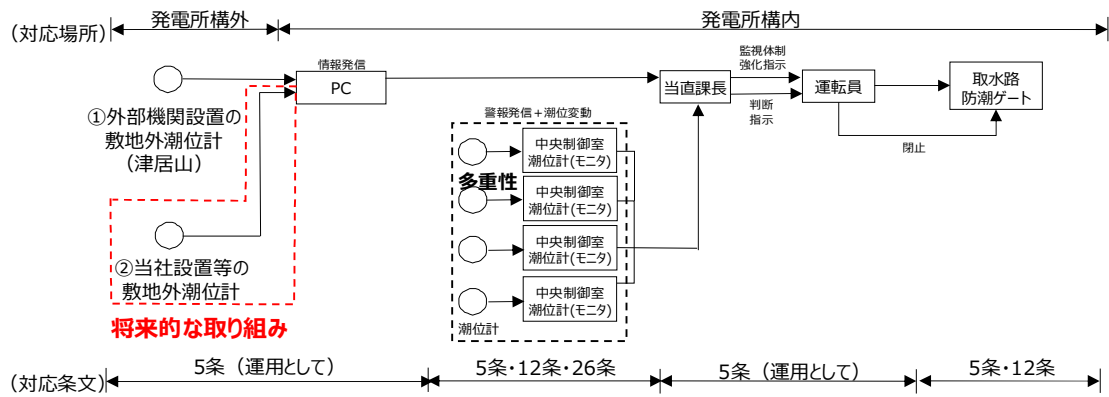 (対応場所)
発電所構外
発電所構内
情報発信
PC
①外部機関設置の
敷地外潮位計
(津居山)
②当社設置等の
敷地外潮位計
将来的な取り組み
警報発信+潮位変動
多重性
中央制御室
潮位計(モニタ)
中央制御室
潮位計(モニタ)
中央制御室
潮位計(モニタ)
中央制御室
潮位計(モニタ)
潮位計
当直課長
監視体制
強化指示
判断
指示
運転員
取水路
防潮ゲート
閉止
(対応条文)
5条(運用として)
5条・12条・26条
5条(運用として)
5条・12条